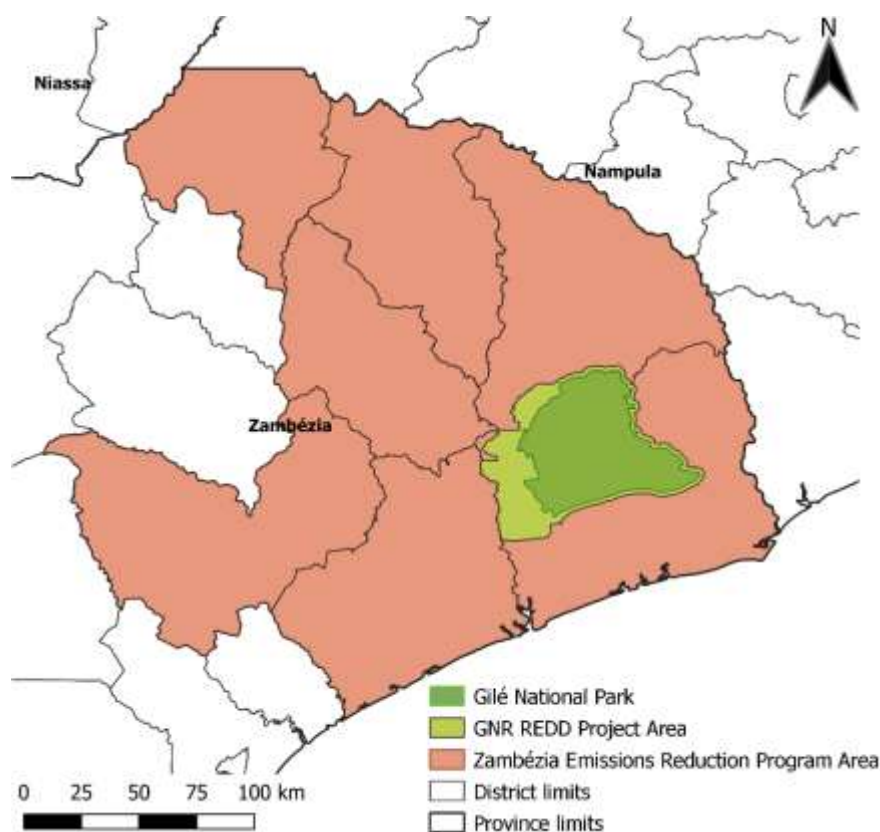 N
Niassa
Nampula
Zambézia
Gilé National Park
GNR REDD Project Area
Zambézia Emissions Reduction Program Area
District limits
Province limits
0 25 50 75 100 km